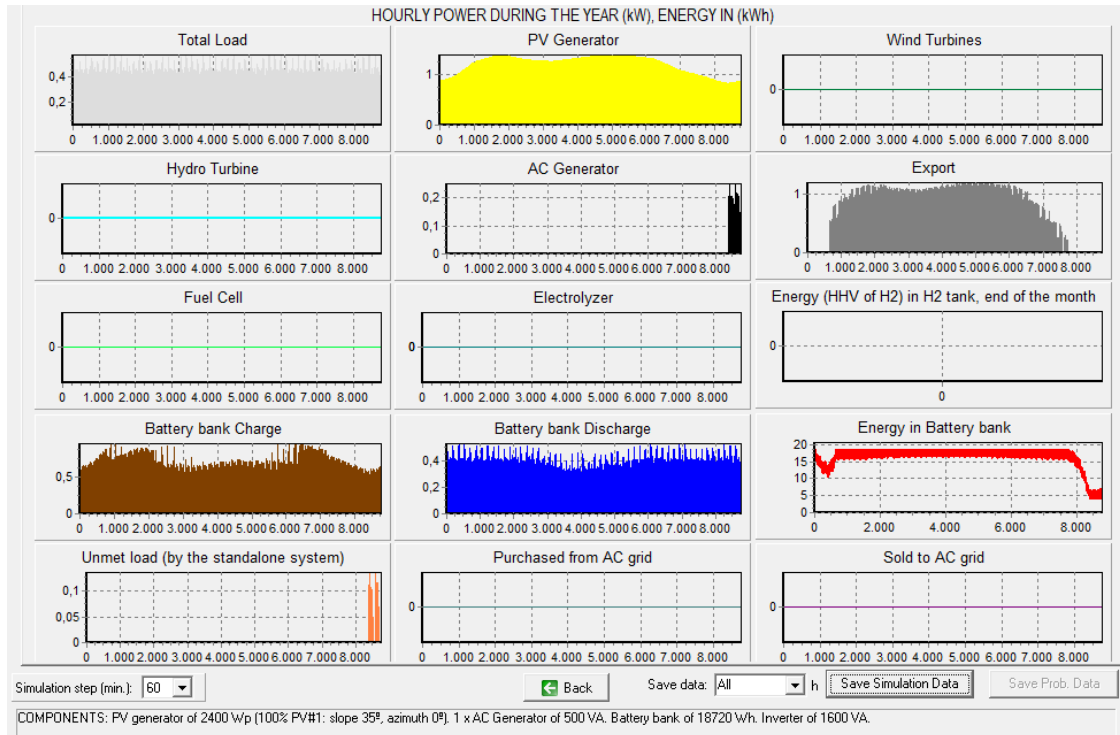 HOURLY POWER DURING THE YEAR (kW), ENERGY IN (kWh)
Total Load
0,4
0,2
0 1.000 2.000 3.000 4.000 5.000 6.000 7.000 8.000
PV Generator
1
0
0 1.000 2.000 3.000 4.000 5.000 6.000 7.000 8.000
Wind Turbines
0
0 1.000 2.000 3.000 4.000 5.000 6.000 7.000 8.000
Hydro Turbine
0
0 1.000 2.000 3.000 4.000 5.000 6.000 7.000 8.000
AC Generator
0,2
0,1
0
0 1.000 2.000 3.000 4.000 5.000 6.000 7.000 8.000
Export
1
0
0 1.000 2.000 3.000 4.000 5.000 6.000 7.000 8.000
Fuel Cell
0
0 1.000 2.000 3.000 4.000 5.000 6.000 7.000 8.000
Electrolyzer
0
0 1.000 2.000 3.000 4.000 5.000 6.000 7.000 8.000
Energy (HHV of H2) in H2 tank, end of the month
0
0
Battery bank Charge
0,5
0
0 1.000 2.000 3.000 4.000 5.000 6.000 7.000 8.000
Battery bank Discharge
0,4
0,2
0
0 1.000 2.000 3.000 4.000 5.000 6.000 7.000 8.000
Energy in Battery bank
20
15
10
5
0
0 2.000 4.000 6.000 8.000
Unmet load (by the standalone system)
0,1
0,05
0
0 1.000 2.000 3.000 4.000 5.000 6.000 7.000 8.000
Purchased from AC grid
0
0 1.000 2.000 3.000 4.000 5.000 6.000 7.000 8.000
Sold to AC grid
0
0 1.000 2.000 3.000 4.000 5.000 6.000 7.000 8.000
Simulation step (min.): 60 Back Save data: All h Save Simulation Data Save Prob. Data
COMPONENTS: PV generator of 2400 Wp (100% PV#1: slope 35º, azimuth 0º). 1 x AC Generator of 500 VA. Battery bank of 18720 Wh. Inverter of 1600 VA.